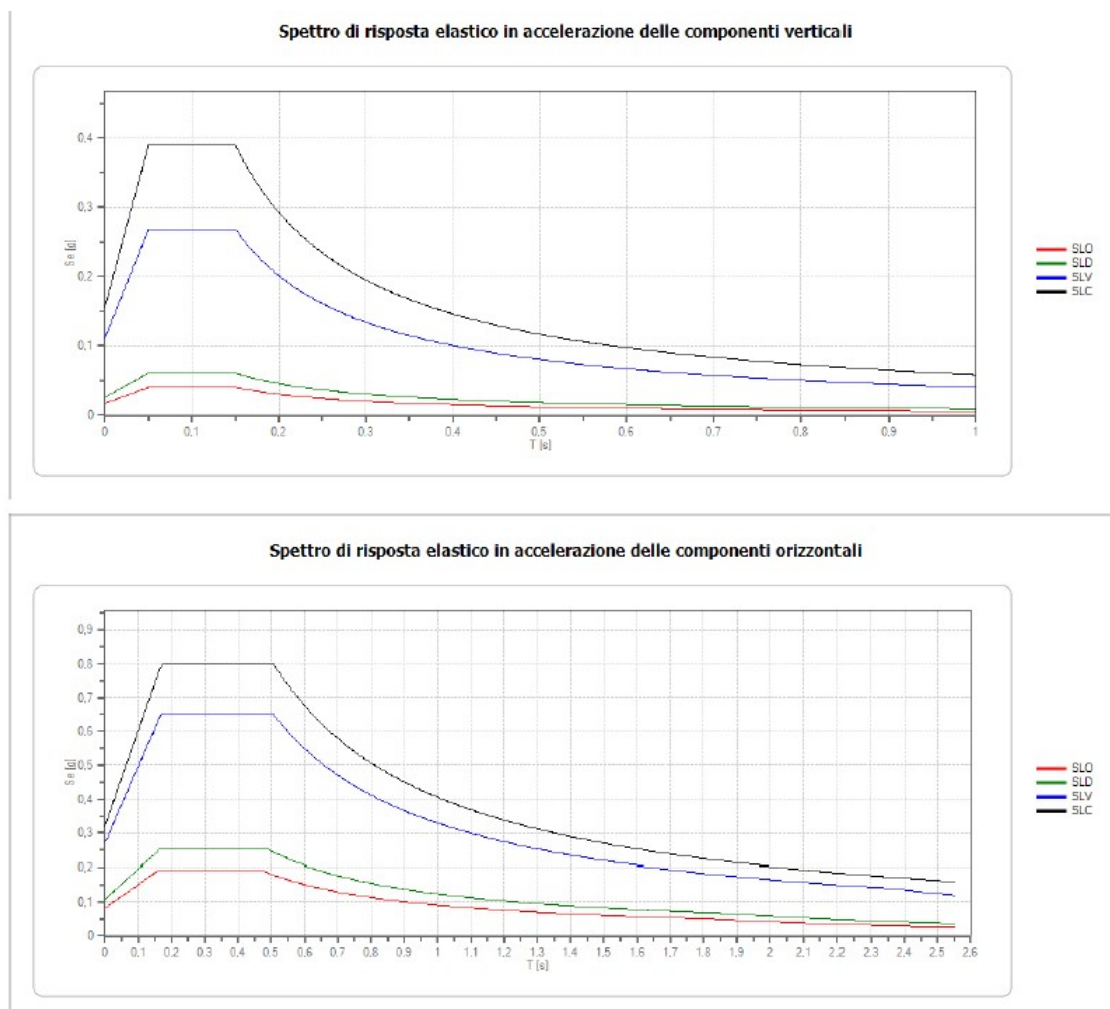 Spettro di risposta elastico in accelerazione delle componenti verticali
0,4
0,3
0,2
0,1
0
Se [g]
0 0,1 0,2 0,3 0,4 0,5 0,6 0,7 0,8 0,9 1
T [s]
SLO
SLD
SLV
SLC
Spettro di risposta elastico in accelerazione delle componenti orizzontali
0,9
0,8
0,7
0,6
0,5
0,4
0,3
0,2
0,1
0
Se [g]
0 0.1 0.2 0.3 0.4 0.5 0.6 0.7 0.8 0.9 1 1.1 1.2 1.3 1.4 1.5 1.6 1.7 1.8 1.9 2 2.1 2.2 2.3 2.4 2.5 2.6
T [s]
SLO
SLD
SLV
SLC